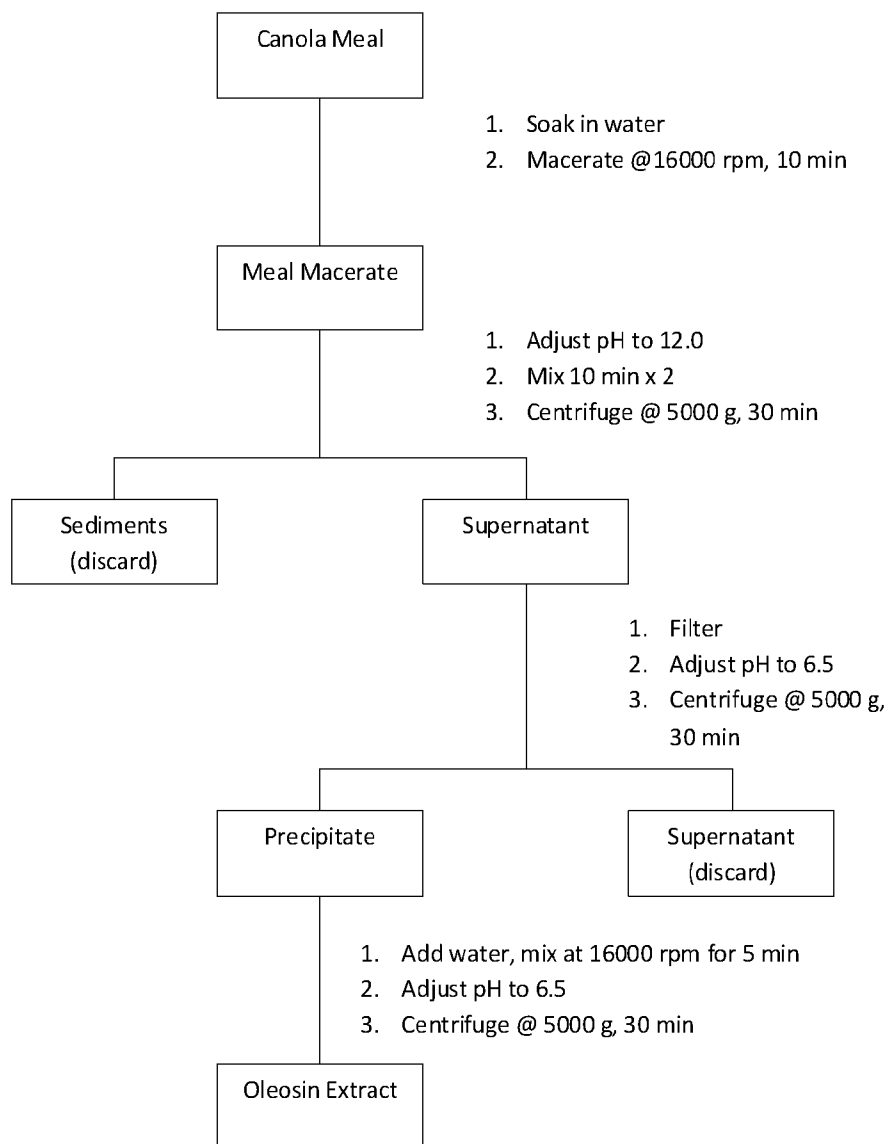 Canola Meal
1. Soak in water
2. Macerate @16000 rpm, 10 min
Meal Macerate
1. Adjust pH to 12.0
2. Mix 10 min x 2
3. Centrifuge @ 5000 g, 30 min
Sediments
(discard)
Supernatant
1. Filter
2. Adjust pH to 6.5
3. Centrifuge @ 5000 g,
30 min
Precipitate
Supernatant
(discard)
1. Add water, mix at 16000 rpm for 5 min
2. Adjust pH to 6.5
3. Centrifuge @ 5000 g, 30 min
Oleosin Extract